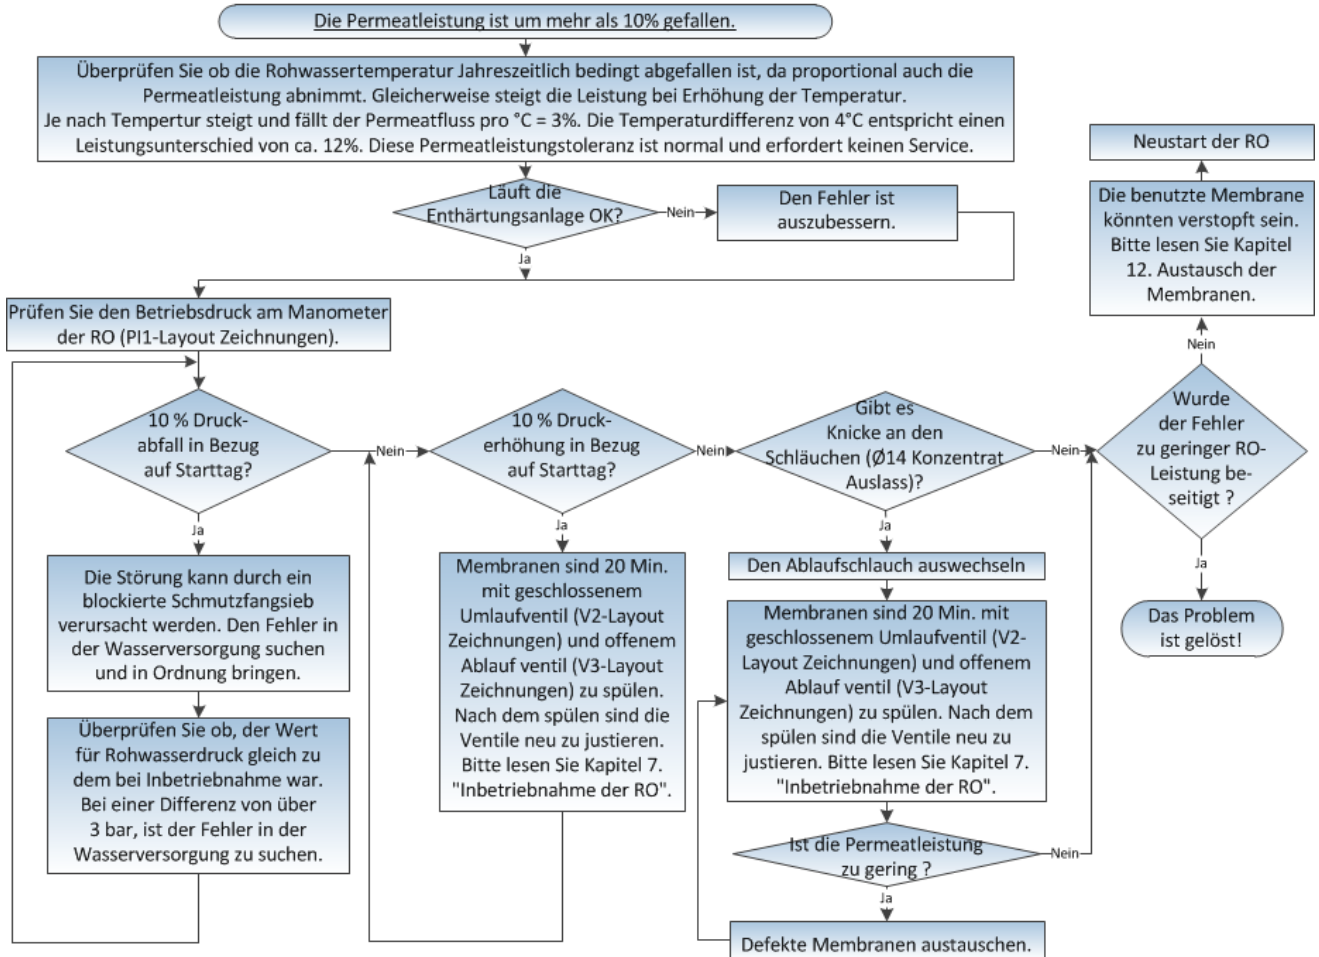 Die Permeatleistung ist um mehr als 10% gefallen.
Überprüfen Sie ob die Rohwassertemperatur Jahreszeitlich bedingt abgefallen ist, da proportional auch die
Permeatleistung abnimmt. Gleicherweise steigt die Leistung bei Erhöhung der Temperatur.
Je nach Tempertur steigt und fällt der Permeatfluss pro °C = 3%. Die Temperaturdifferenz von 4°C entspricht einen
Leistungsunterschied von ca. 12%. Diese Permeatleistungstoleranz ist normal und erfordert keinen Service.
Läuft die
Enthärtungsanlage OK?
Nein
Den Fehler ist
auszubessern.
Ja
Prüfen Sie den Betriebsdruck am Manometer
der RO (PI1-Layout Zeichnungen).
10 % Druck-
abfall in Bezug
auf Starttag?
Nein
Ja
Die Störung kann durch ein
blockierte Schmutzfangsieb
verursacht werden. Den Fehler in
der Wasserversorgung suchen
und in Ordnung bringen.
Überprüfen Sie ob, der Wert
für Rohwasserdruck gleich zu
dem bei Inbetriebnahme war.
Bei einer Differenz von über
3 bar, ist der Fehler in der
Wasserversorgung zu suchen.
10 % Druck-
erhöhung in Bezug
auf Starttag?
Nein
Ja
Membranen sind 20 Min.
mit geschlossenem
Umlaufventil (V2-Layout
Zeichnungen) und offenem
Ablauf ventil (V3-Layout
Zeichnungen) zu spülen.
Nach dem spülen sind die
Ventile neu zu justieren.
Bitte lesen Sie Kapitel 7.
"Inbetriebnahme der RO".
Gibt es
Knicke an den
Schläuchen (Ø14 Konzentrat
Auslass)?
Nein
Ja
Den Ablaufschlauch auswechseln
Membranen sind 20 Min. mit
geschlossenem Umlaufventil (V2-
Layout Zeichnungen) und offenem
Ablauf ventil (V3-Layout
Zeichnungen) zu spülen. Nach dem
spülen sind die Ventile neu zu
justieren. Bitte lesen Sie Kapitel 7.
"Inbetriebnahme der RO".
Ist die Permeatleistung
zu gering ?
Nein
Ja
Defekte Membranen austauschen.
Neustart der RO
Die benutzte Membrane
könnten verstopft sein.
Bitte lesen Sie Kapitel
12. Austausch der
Membranen.
Nein
Wurde
der Fehler
zu geringer RO-
Leistung be-
seitigt ?
Ja
Das Problem
ist gelöst!